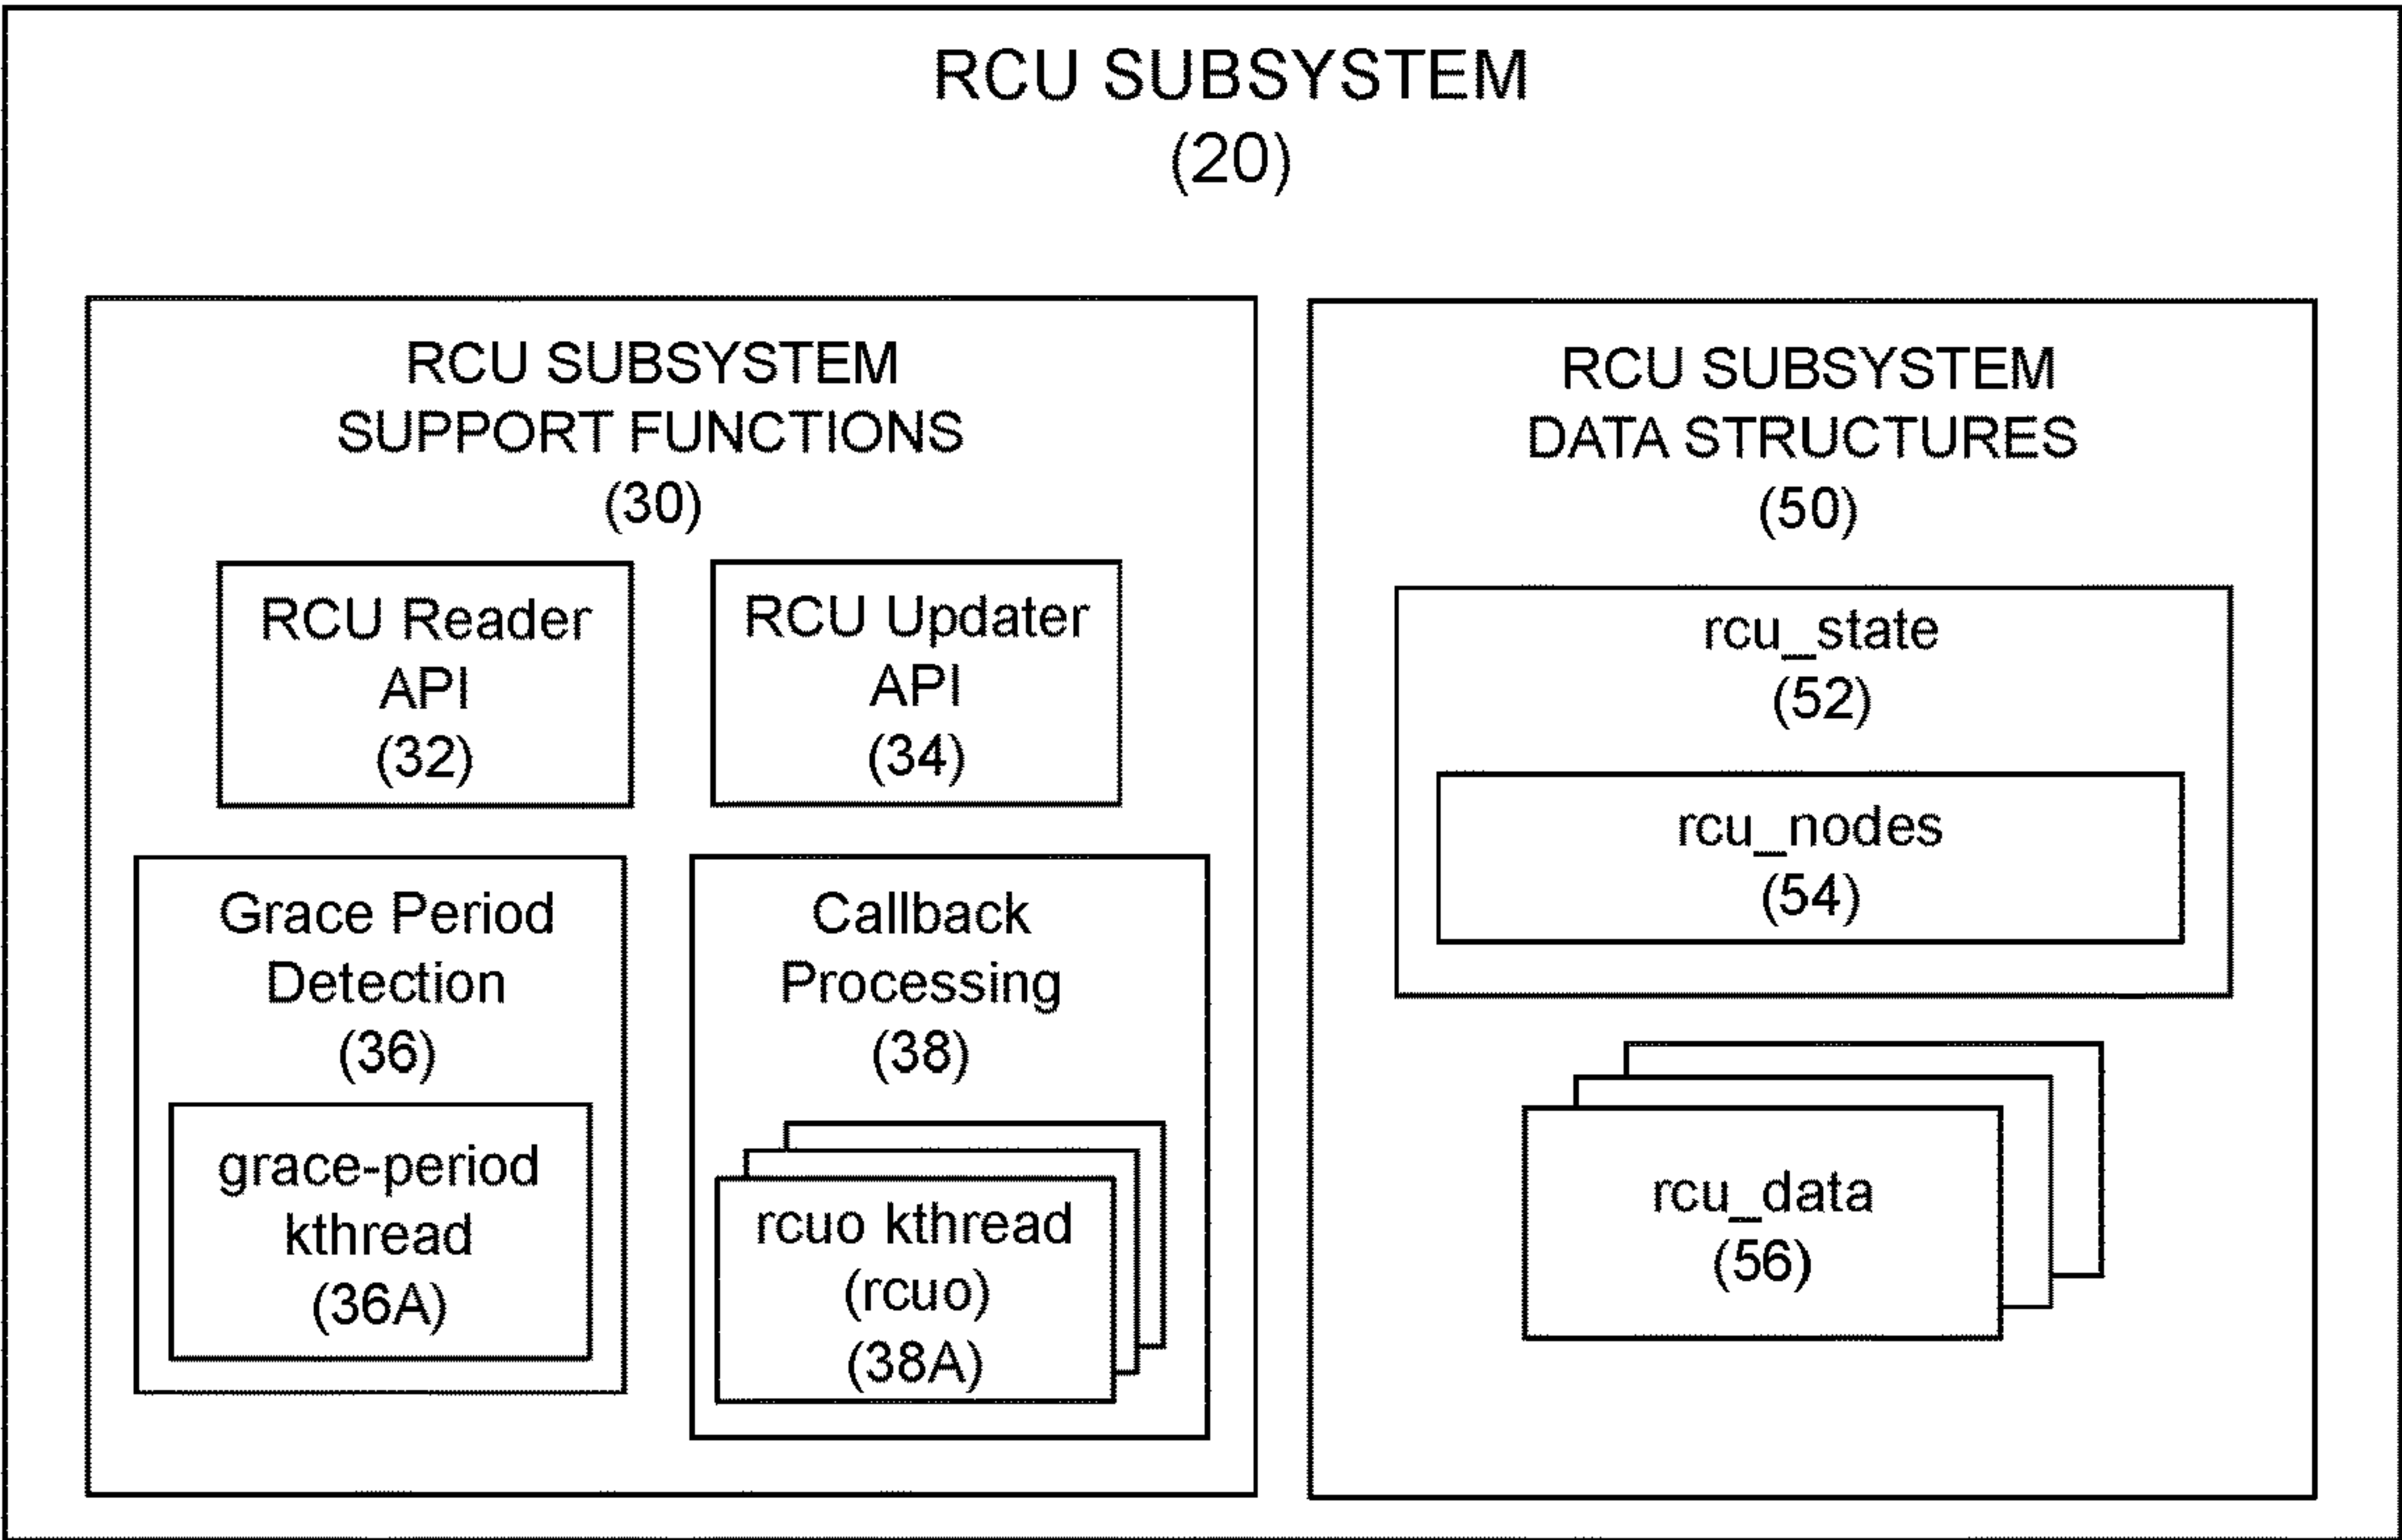 RCU SUBSYSTEM
(20)
RCU SUBSYSTEM
SUPPORT FUNCTIONS
(30)
RCU Reader
API
(32)
RCU Updater
API
(34)
Grace Period
Detection
(36)
grace-period
kthread
(36A)
Callback
Processing
(38)
rcuo kthread
(rcuo)
(38A)
RCU SUBSYSTEM
DATA STRUCTURES
(50)
rcu_state
(52)
rcu_nodes
(54)
rcu_data
(56)